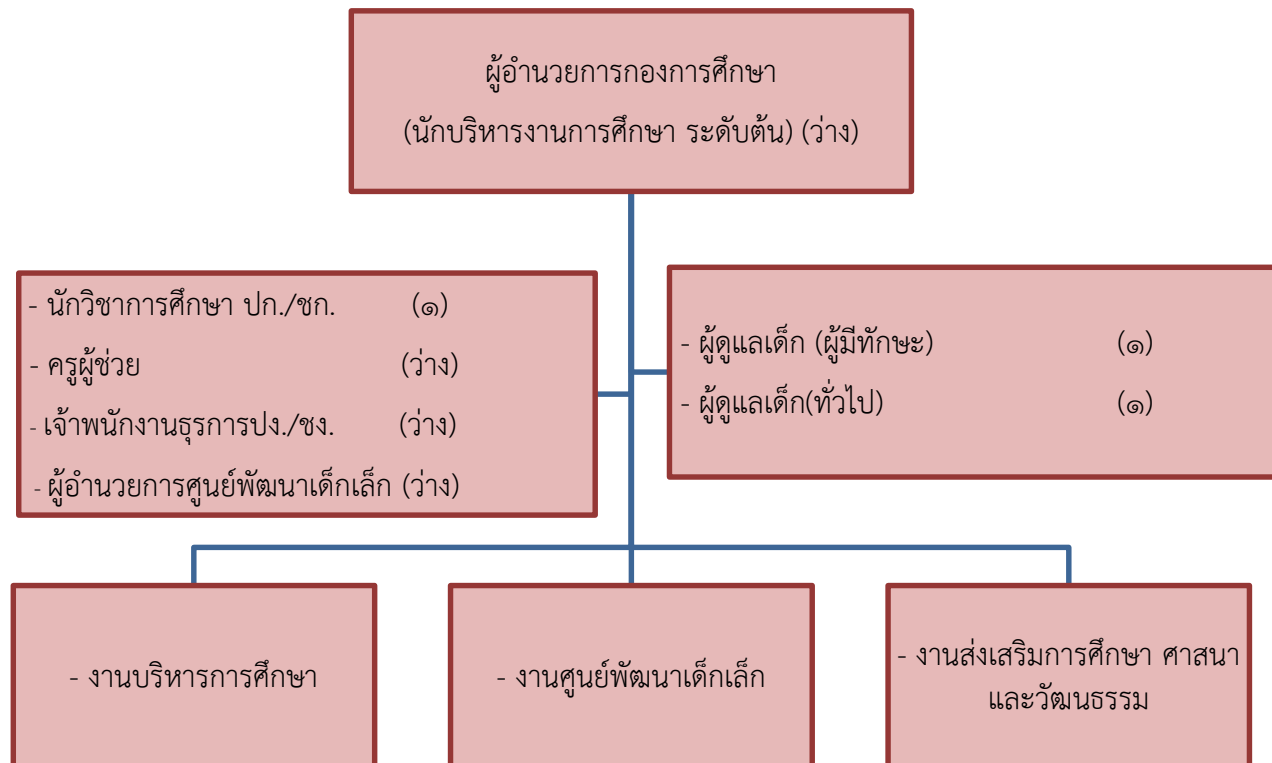 ผู้อำนวยการกองการศึกษา
(นักบริหารงานการศึกษา ระดับต้น) (ว่าง)
- นักวิชาการศึกษา ปก./ชก. (๑)
- ครูผู้ช่วย (ว่าง)
- เจ้าพนักงานธุรการปง./ชง. (ว่าง)
- ผู้อำนวยการศูนย์พัฒนาเด็กเล็ก (ว่าง)
- ผู้ดูแลเด็ก (ผู้มีทักษะ) (๑)
- ผู้ดูแลเด็ก(ทั่วไป) (๑)
- งานบริหารการศึกษา
- งานศูนย์พัฒนาเด็กเล็ก
- งานส่งเสริมการศึกษา ศาสนา
และวัฒนธรรม